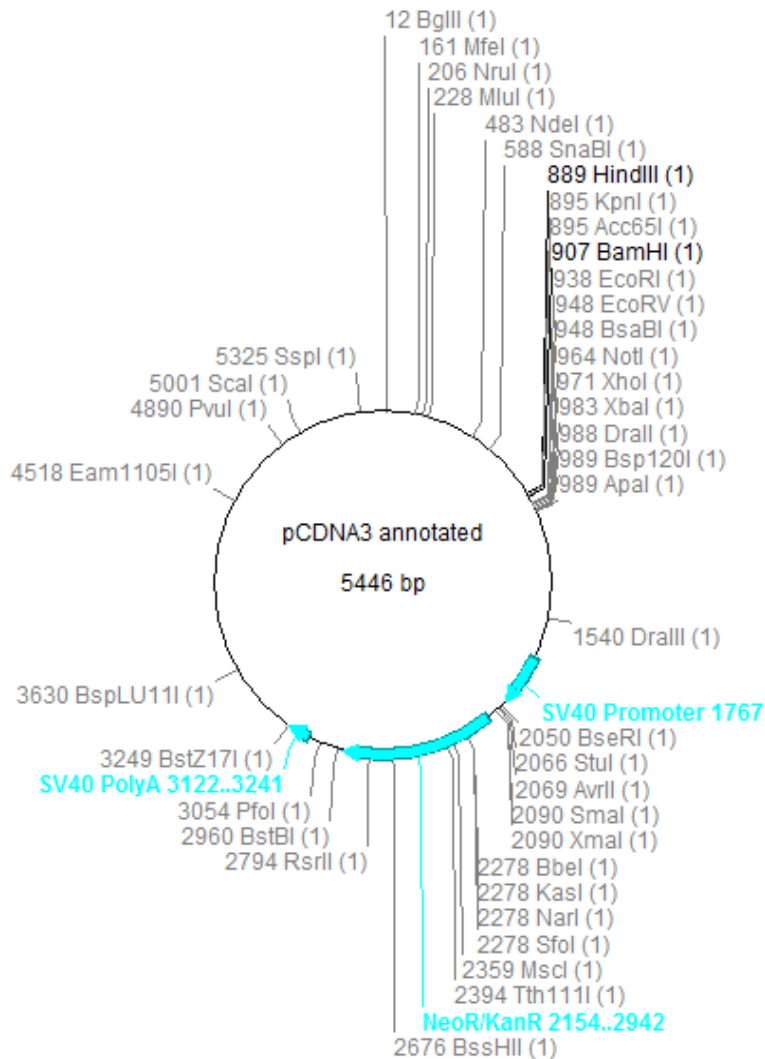 12 BglII (1)
161 MfeI (1)
206 NruI (1)
228 MluI (1)
483 NdeI (1)
588 SnaBI (1)
889 HindIII (1)
895 KpnI (1)
895 Acc65I (1)
907 BamHI (1)
938 EcoRI (1)
948 EcoRV (1)
948 BsaBI (1)
964 NotI (1)
971 XhoI (1)
983 XbaI (1)
988 DraII (1)
989 Bsp120I (1)
989 ApaI (1)
5325 SspI (1)
5001 ScaI (1)
4890 PvuI (1)
4518 Eam1105I (1)
pCDNA3 annotated
5446 bp
1540 DraIII (1)
3630 BspLU11I (1)
SV40 Promoter 1767
3249 BstZ17I (1)
SV40 PolyA 3122..3241
3054 PfoI (1)
2960 BstBI (1)
2794 RsrII (1)
2050 BseRI (1)
2066 StuI (1)
2069 AvrII (1)
2090 SmaI (1)
2090 XmaI (1)
2278 BbeI (1)
2278 KasI (1)
2278 NarI (1)
2278 SfoI (1)
2359 MscI (1)
2394 Tth111I (1)
NeoR/KanR 2154..2942
2676 BssHII (1)